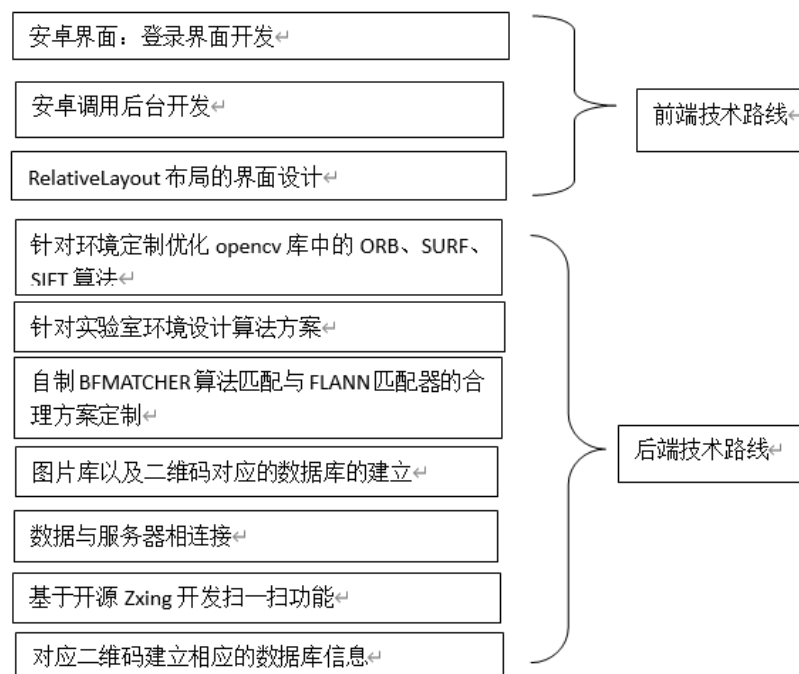 安卓界面：登录界面开发
安卓调用后台开发
前端技术路线
RelativeLayout 布局的界面设计
针对环境定制优化 opencv 库中的 ORB、SURF、
SIFT 算法
针对实验室环境设计算法方案
自制 BFMATCHER 算法匹配与 FLANN 匹配器的合
理方案定制
后端技术路线
图片库以及二维码对应的数据库的建立
数据与服务器相连接
基于开源 Zxing 开发扫一扫功能
对应二维码建立相应的数据库信息